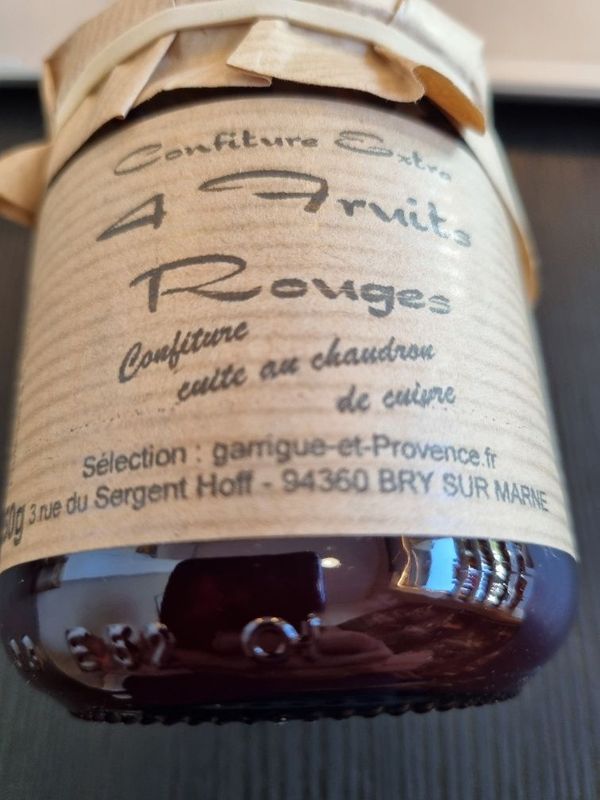 Confiture Extra
4 Fruits
Rouges
Confiture
cuite au chaudron
de cuivre
Sélection : garrigue-et-Provence.fr
3 rue du Sergent Hoff - 94360 BRY SUR MARNE